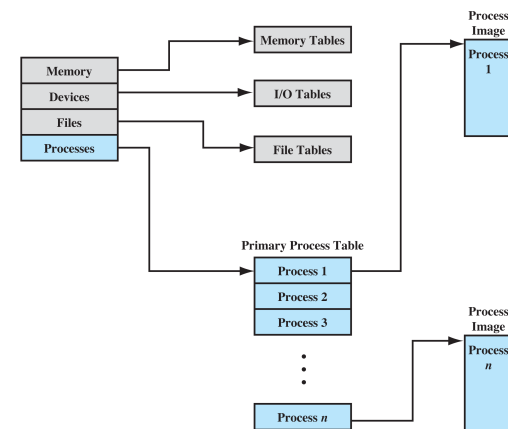 Memory
Devices
Files
Processes
Memory Tables
I/O Tables
File Tables
Primary Process Table
Process 1
Process 2
Process 3
Process n
Process
Image
Process
1
Process
Image
Process
n